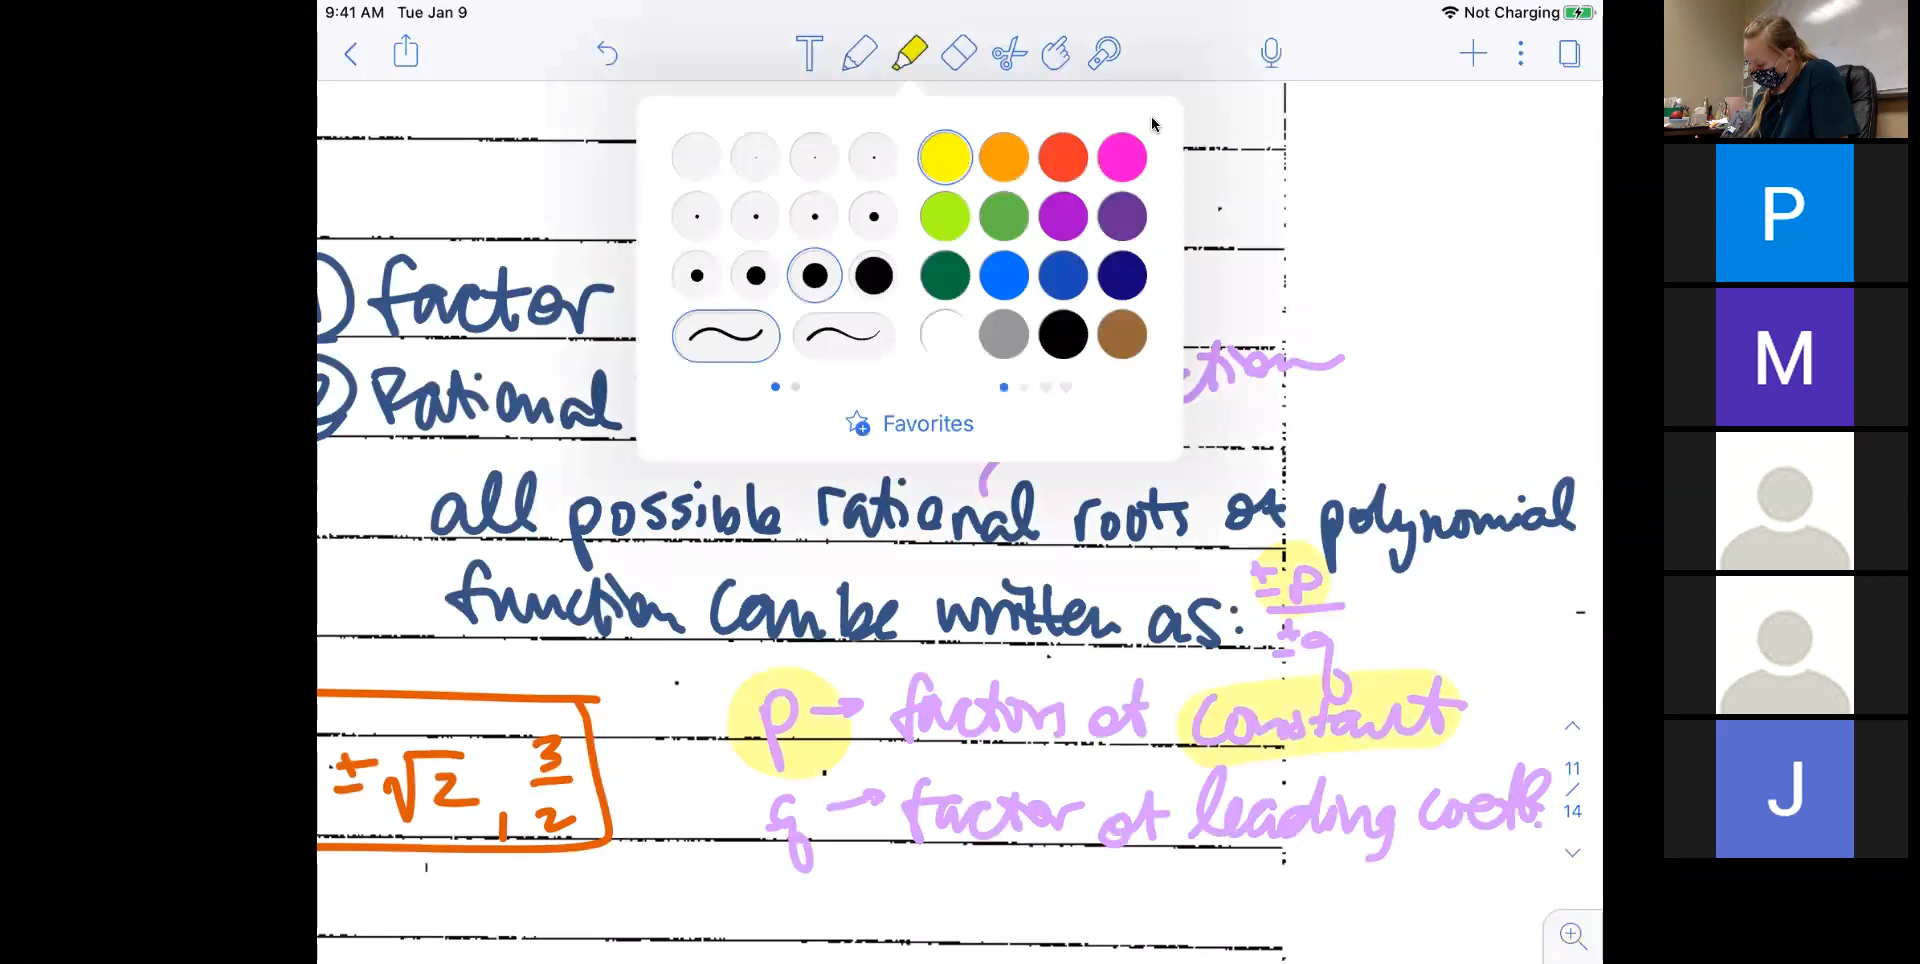 9:41 AM Tue Jan 9
Not Charging
T
P
M
J
Favorites
① factor
② Rational
ction
all possible rational roots of polynomial
function can be written as: ±p
±q
p → factors of constant
q → factor of leading coeff.
±√2, 3
2
11
/
14